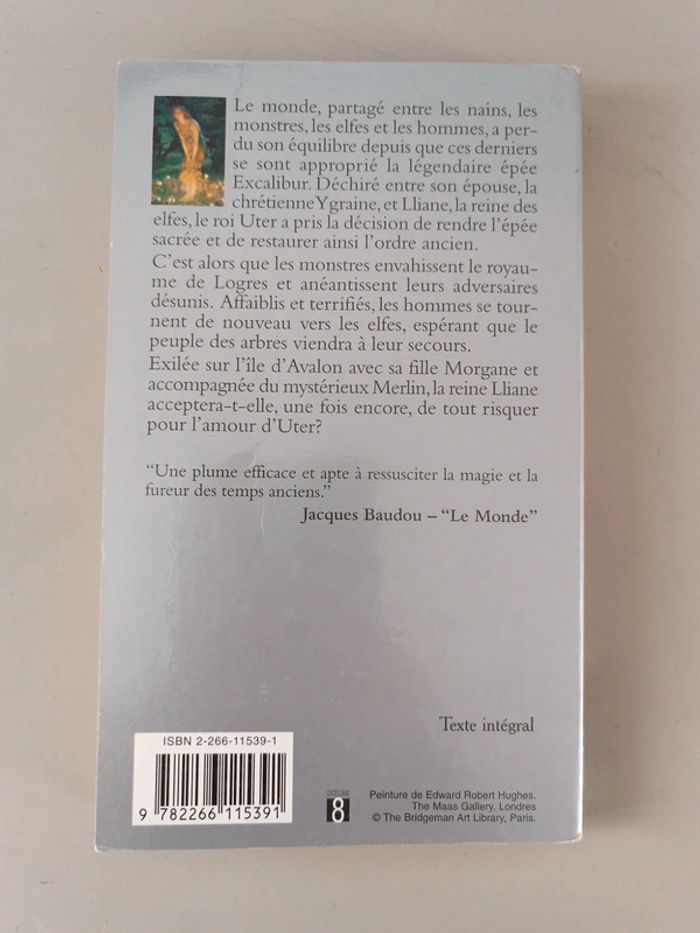 Le monde, partagé entre les nains, les
monstres, les elfes et les hommes, a per-
du son équilibre depuis que ces derniers
se sont approprié la légendaire épée
Excalibur. Déchiré entre son épouse, la
chrétienne Ygraine, et Lliane, la reine des
elfes, le roi Uter a pris la décision de rendre l'épée
sacrée et de restaurer ainsi l'ordre ancien.
C'est alors que les monstres envahissent le royau-
me de Logres et anéantissent leurs adversaires
désunis. Affaiblis et terrifiés, les hommes se tour-
nent de nouveau vers les elfes, espérant que le
peuple des arbres viendra à leur secours.
Exilée sur l'île d'Avalon avec sa fille Morgane et
accompagnée du mystérieux Merlin, la reine Lliane
acceptera-t-elle, une fois encore, de tout risquer
pour l'amour d'Uter?
“Une plume efficace et apte à ressusciter la magie et la
fureur des temps anciens.”
Jacques Baudou – “Le Monde”
Texte intégral
ISBN 2-266-11539-1
9 782266 115391
CATÉGORIE
8
Peinture de Edward Robert Hughes.
The Maas Gallery, Londres
© The Bridgeman Art Library, Paris.